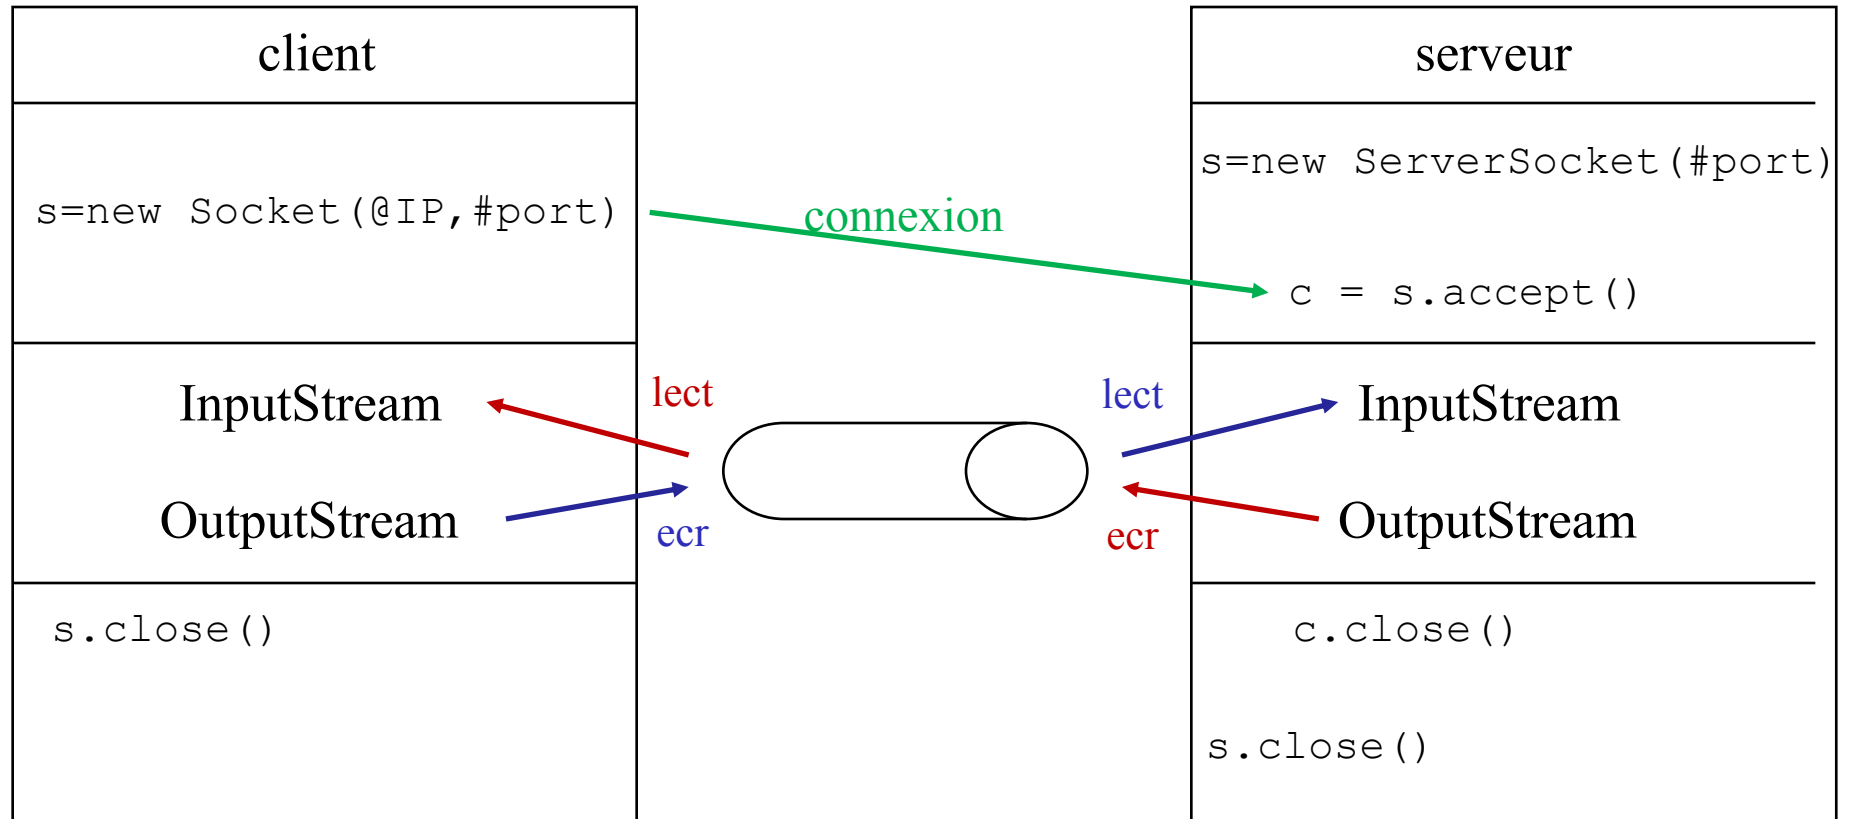 client
serveur
s=new ServerSocket(#port)
s=new Socket(@IP,#port)
connexion
c = s.accept()
InputStream
lect
lect
InputStream
OutputStream
ecr
ecr
OutputStream
s.close()
c.close()
s.close()